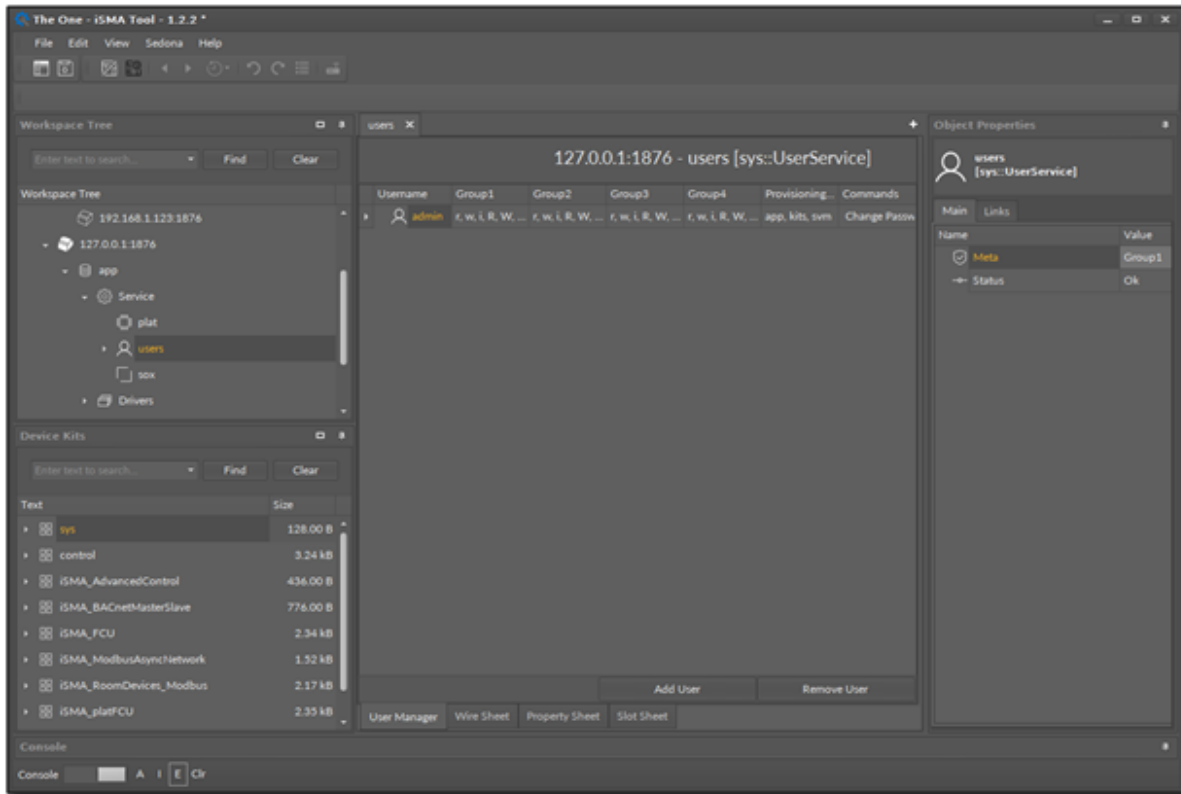 The One - iSMA Tool - 1.2.2 *
File Edit View Sedona Help
Workspace Tree
Enter text to search...
Find
Clear
Workspace Tree
192.168.1.123:1876
127.0.0.1:1876
app
Service
plat
users
sox
Drivers
Device Kits
Enter text to search...
Find
Clear
Text Size
sys 128.00 B
control 3.24 kB
iSMA_AdvancedControl 436.00 B
iSMA_BACnetMasterSlave 776.00 B
iSMA_FCU 2.34 kB
iSMA_ModbusAsyncNetwork 1.52 kB
iSMA_RoomDevices_Modbus 2.17 kB
iSMA_platFCU 2.35 kB
users
127.0.0.1:1876 - users [sys::UserService]
Username Group1 Group2 Group3 Group4 Provisioning... Commands
admin r, w, i, R, W, ... r, w, i, R, W, ... r, w, i, R, W, ... r, w, i, R, W, ... app, kits, svm Change Passw
Add User
Remove User
User Manager Wire Sheet Property Sheet Slot Sheet
Object Properties
users
[sys::UserService]
Main Links
Name Value
Meta Group1
Status Ok
Console
Console A I E Clr